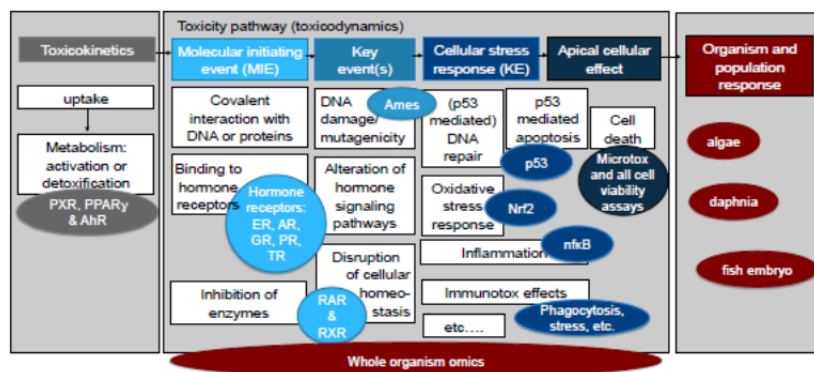 Toxicity pathway (toxicodynamics)
Toxicokinetics
Molecular initiating
event (MIE)
Key
event(s)
Cellular stress
response (KE)
Apical cellular
effect
Organism and
population
response
uptake
Metabolism:
activation or
detoxification
PXR, PPARγ
& AhR
Covalent
interaction with
DNA or proteins
Binding to
hormone
receptors
Hormone
receptors:
ER, AR,
GR, PR,
TR
Inhibition of
enzymes
RAR
&
RXR
DNA
damage/
mutagenicity
Ames
Alteration of
hormone
signaling
pathways
Disruption
of cellular
homeo-
stasis
(p53
mediated)
DNA
repair
p53
mediated
apoptosis
p53
Cell
death
Microtox
and all cell
viability
assays
Oxidative
stress
response
Nrf2
Inflammation
nfκB
Immunotox effects
etc....
Phagocytosis,
stress, etc.
algae
daphnia
fish embryo
Whole organism omics